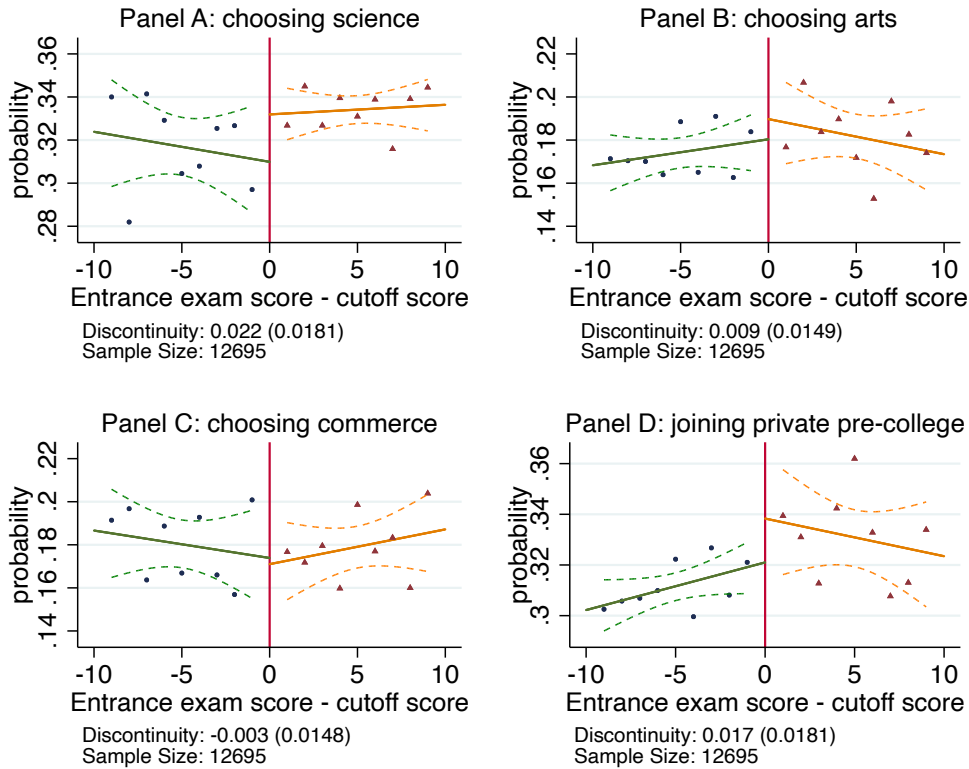 Panel A: choosing science
probability
.36
.34
.32
.3
.28
-10 -5 0 5 10
Entrance exam score - cutoff score
Discontinuity: 0.022 (0.0181)
Sample Size: 12695
Panel B: choosing arts
probability
.22
.2
.18
.16
.14
-10 -5 0 5 10
Entrance exam score - cutoff score
Discontinuity: 0.009 (0.0149)
Sample Size: 12695
Panel C: choosing commerce
probability
.22
.2
.18
.16
.14
-10 -5 0 5 10
Entrance exam score - cutoff score
Discontinuity: -0.003 (0.0148)
Sample Size: 12695
Panel D: joining private pre-college
probability
.36
.34
.32
.3
-10 -5 0 5 10
Entrance exam score - cutoff score
Discontinuity: 0.017 (0.0181)
Sample Size: 12695